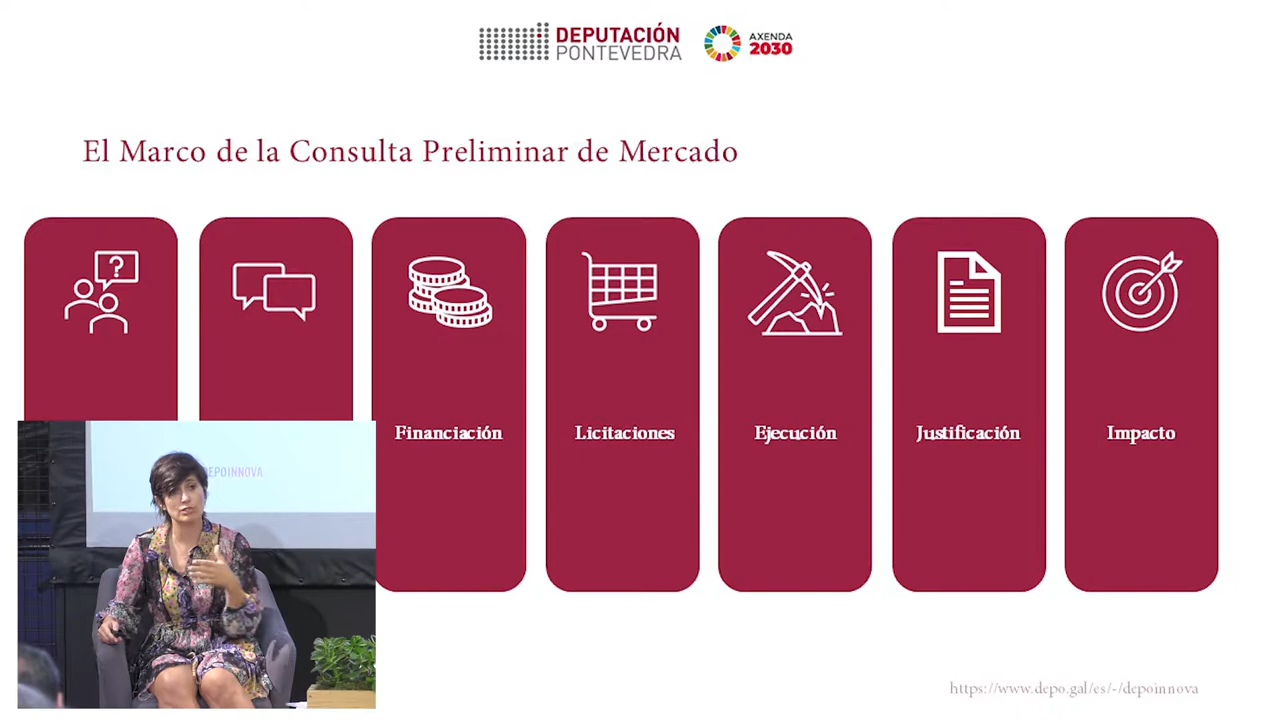 DEPUTACIÓN
PONTEVEDRA
AXENDA
2030
El Marco de la Consulta Preliminar de Mercado
?
Financiación
Licitaciones
Ejecución
Justificación
Impacto
DEPOINNOVA
https://www.depo.gal/es/-/depoinnova